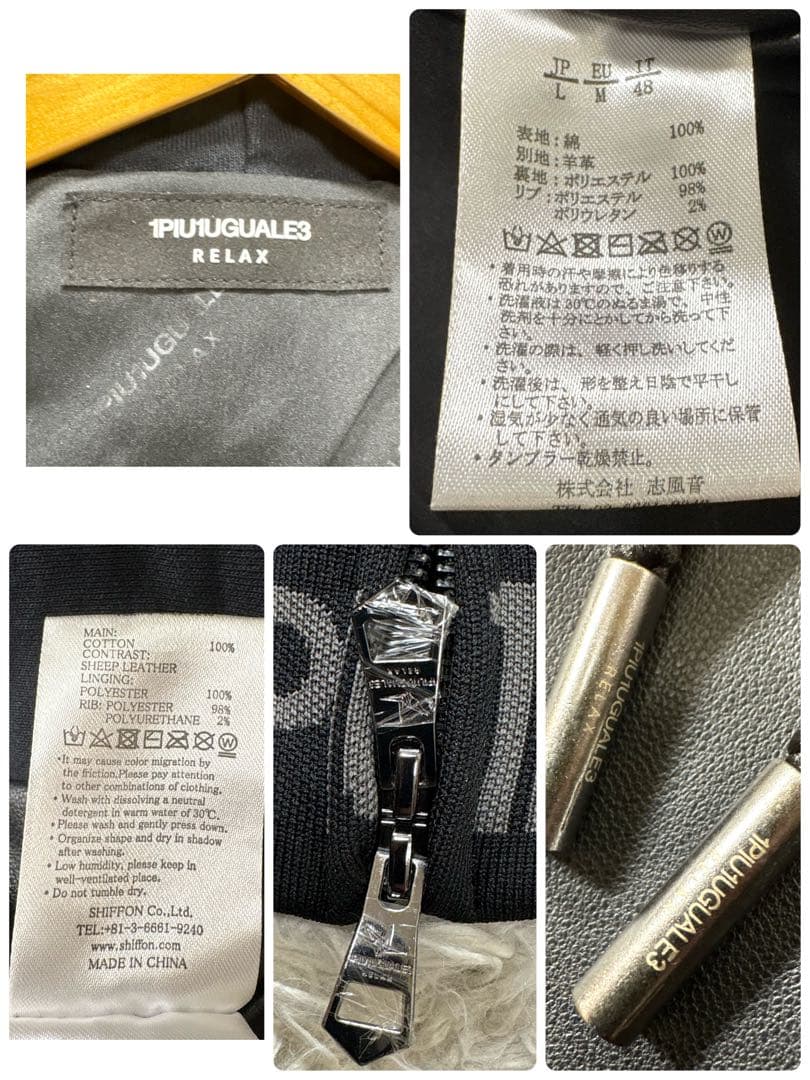 1PIU1UGUALE3
RELAX
1PIU1UGUALE
JP EU IT
L M 48
表地:綿 100%
別地:羊革
裏地:ポリエステル 100%
リブ:ポリエステル 98%
ポリウレタン 2%
・着用時の汗や摩擦により色移りする
恐れがありますので、ご注意下さい。
・洗濯液は30℃のぬるま湯で、中性
洗剤を十分にとかしてから洗って下
さい。
・洗濯の際は、軽く押し洗いしてくだ
さい。
・洗濯後は、形を整え日陰で平干し
にして下さい。
・湿気が少なく通気の良い場所に保管
して下さい。
・タンブラー乾燥禁止。
株式会社 志風音
MAIN:
COTTON 100%
CONTRAST:
SHEEP LEATHER
LINGING:
POLYESTER 100%
RIB: POLYESTER 98%
POLYURETHANE 2%
•It may cause color migration by
the friction.Please pay attention
to other combinations of clothing.
• Wash with dissolving a neutral
detergent in warm water of 30℃.
• Please wash and gently press down.
• Organize shape and dry in shadow
after washing.
• Low humidity, please keep in
well-ventilated place.
• Do not tumble dry.
SHIFFON Co.,Ltd.
TEL:+81-3-6661-9240
www.shiffon.com
MADE IN CHINA
1PIU1UGUALE3
RELAX
1PIU1UGUALE3
RELAX
1PIU1UGUALE3
RELAX
1PIU1UGUALE3